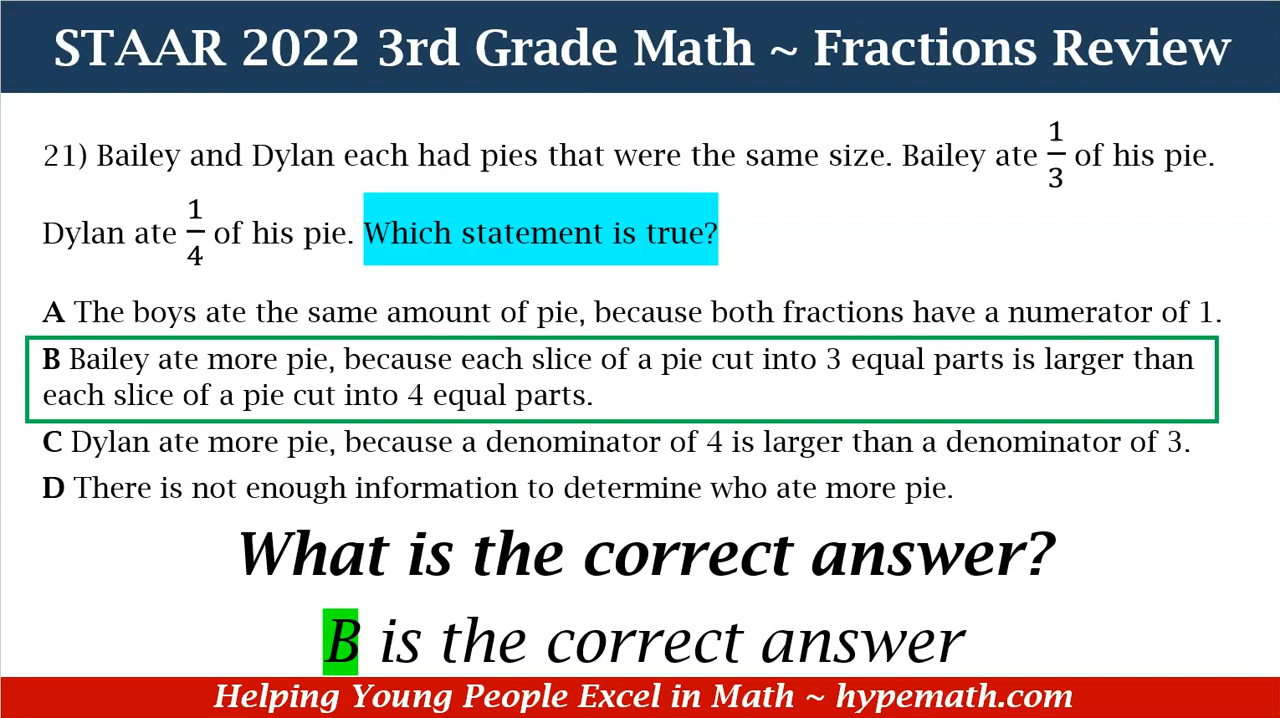 STAAR 2022 3rd Grade Math ~ Fractions Review
21) Bailey and Dylan each had pies that were the same size. Bailey ate 1/3 of his pie.
Dylan ate 1/4 of his pie. Which statement is true?
A The boys ate the same amount of pie, because both fractions have a numerator of 1.
B Bailey ate more pie, because each slice of a pie cut into 3 equal parts is larger than
each slice of a pie cut into 4 equal parts.
C Dylan ate more pie, because a denominator of 4 is larger than a denominator of 3.
D There is not enough information to determine who ate more pie.
What is the correct answer?
B is the correct answer
Helping Young People Excel in Math ~ hypemath.com